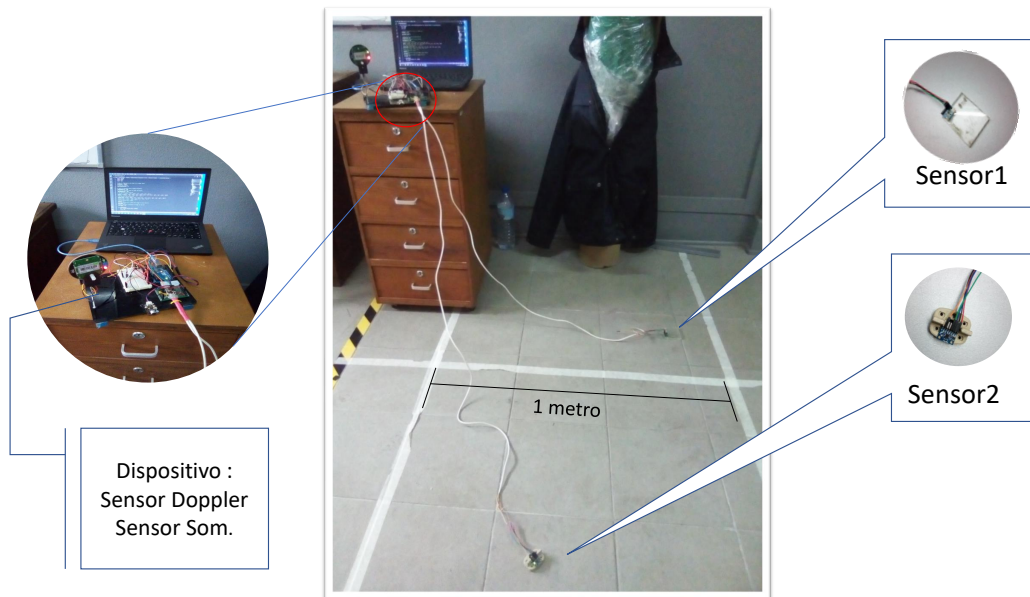 Sensor1
Sensor2
1 metro
Dispositivo :
Sensor Doppler
Sensor Som.